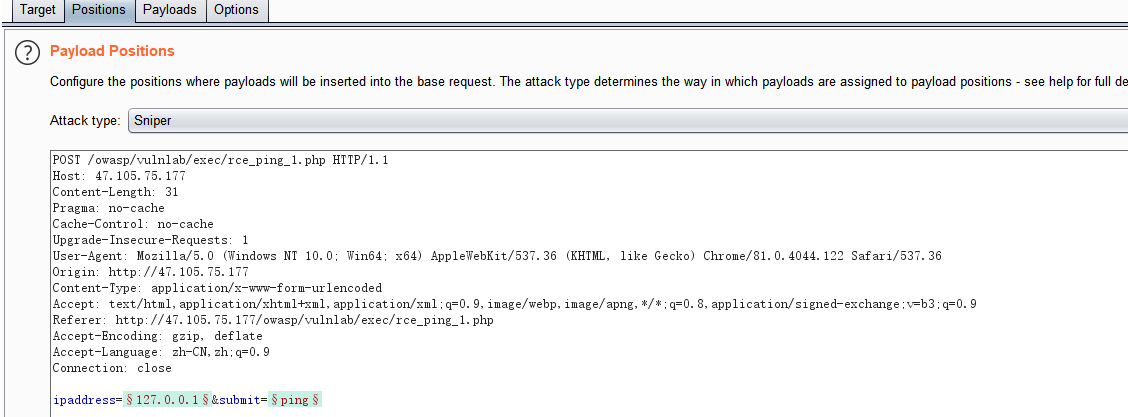 Target Positions Payloads Options
? Payload Positions
Configure the positions where payloads will be inserted into the base request. The attack type determines the way in which payloads are assigned to payload positions - see help for full de
Attack type: Sniper
POST /owasp/vulnlab/exec/rce_ping_1.php HTTP/1.1
Host: 47.105.75.177
Content-Length: 31
Pragma: no-cache
Cache-Control: no-cache
Upgrade-Insecure-Requests: 1
User-Agent: Mozilla/5.0 (Windows NT 10.0; Win64; x64) AppleWebKit/537.36 (KHTML, like Gecko) Chrome/81.0.4044.122 Safari/537.36
Origin: http://47.105.75.177
Content-Type: application/x-www-form-urlencoded
Accept: text/html,application/xhtml+xml,application/xml;q=0.9,image/webp,image/apng,*/*;q=0.8,application/signed-exchange;v=b3;q=0.9
Referer: http://47.105.75.177/owasp/vulnlab/exec/rce_ping_1.php
Accept-Encoding: gzip, deflate
Accept-Language: zh-CN,zh;q=0.9
Connection: close
ipaddress=§127.0.0.1§&submit=§ping§